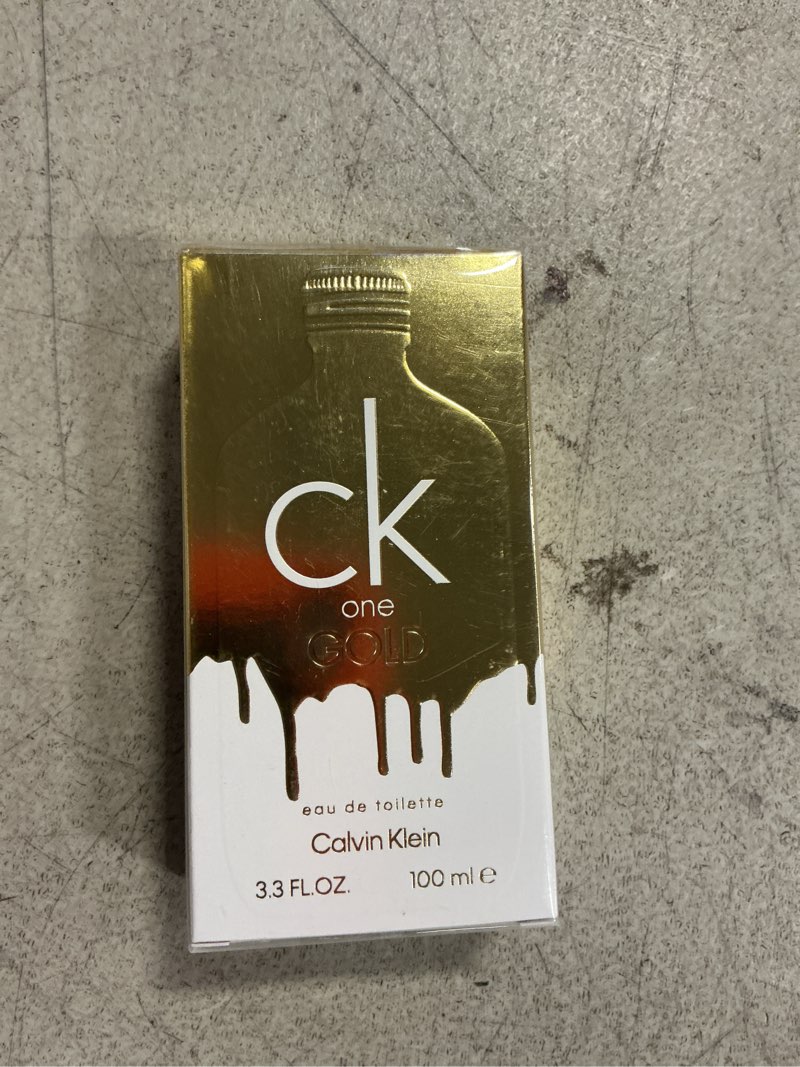 ck
one
GOLD
eau de toilette
Calvin Klein
3.3 FL.OZ. 100 ml ℮